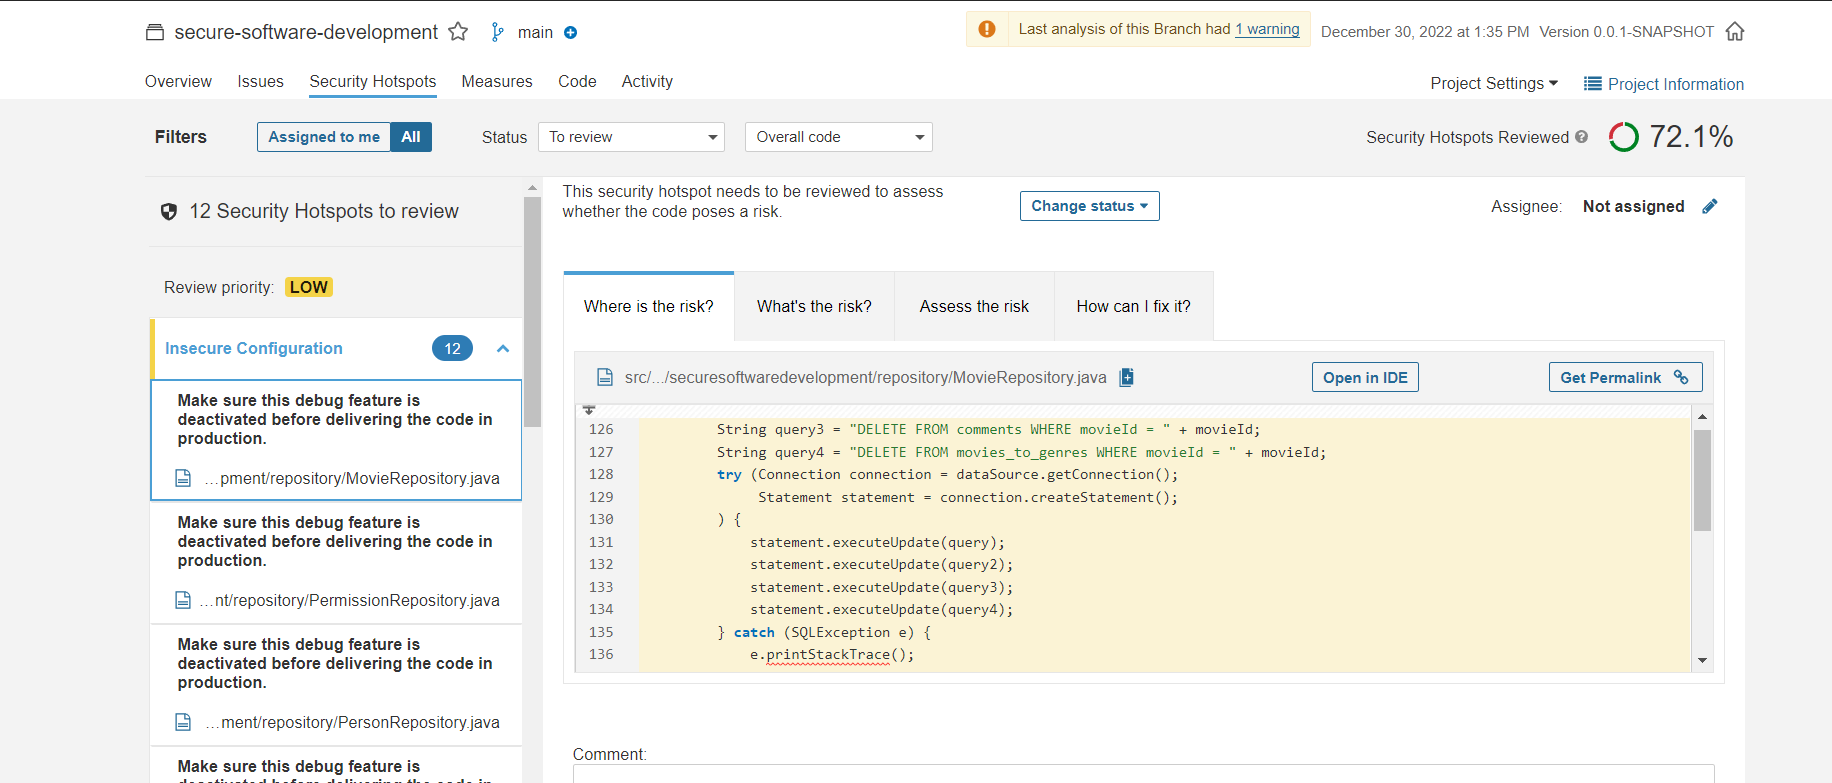 secure-software-development main
Last analysis of this Branch had 1 warning
December 30, 2022 at 1:35 PM Version 0.0.1-SNAPSHOT
Overview Issues Security Hotspots Measures Code Activity
Project Settings Project Information
Filters Assigned to me All Status To review Overall code
Security Hotspots Reviewed 72.1%
12 Security Hotspots to review
Review priority: LOW
Insecure Configuration 12
Make sure this debug feature is
deactivated before delivering the code in
production.
...pment/repository/MovieRepository.java
Make sure this debug feature is
deactivated before delivering the code in
production.
...nt/repository/PermissionRepository.java
Make sure this debug feature is
deactivated before delivering the code in
production.
...ment/repository/PersonRepository.java
Make sure this debug feature is
deactivated before delivering the code in
This security hotspot needs to be reviewed to assess
whether the code poses a risk.
Change status
Assignee: Not assigned
Where is the risk? What's the risk? Assess the risk How can I fix it?
src/.../securesoftwaredevelopment/repository/MovieRepository.java
Open in IDE Get Permalink
126 String query3 = "DELETE FROM comments WHERE movieId = " + movieId;
127 String query4 = "DELETE FROM movies_to_genres WHERE movieId = " + movieId;
128 try (Connection connection = dataSource.getConnection();
129 Statement statement = connection.createStatement();
130 ) {
131 statement.executeUpdate(query);
132 statement.executeUpdate(query2);
133 statement.executeUpdate(query3);
134 statement.executeUpdate(query4);
135 } catch (SQLException e) {
136 e.printStackTrace();
Comment: